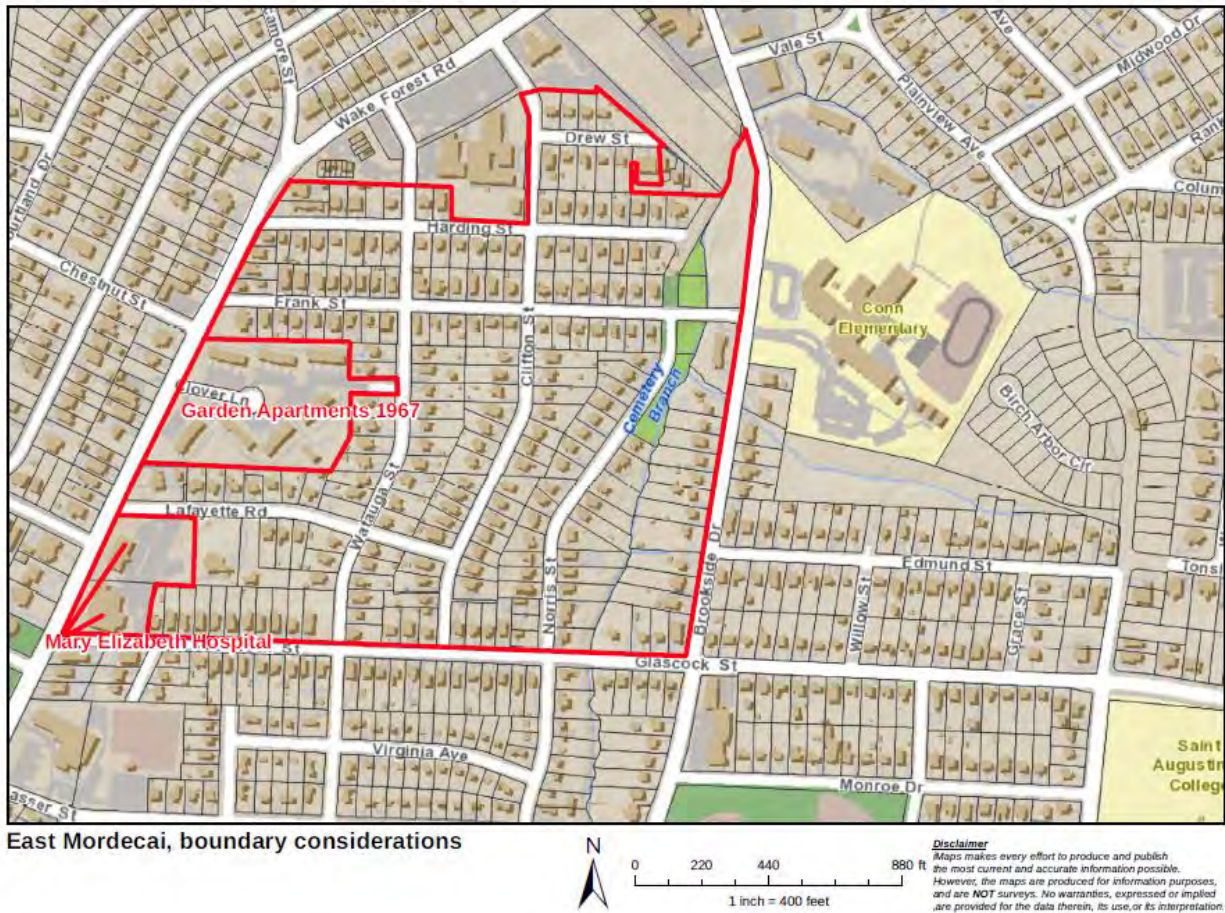 Wake Forest Rd
Vale St
Plainview Ave
Midwood Dr
Ave
Drew St
Harding St
Chestnut St
Frank St
Clifton St
Conn
Elementary
Cemetery
Branch
Clover Ln
Garden Apartments 1967
Birch Arbor Cir
Lafayette Rd
Watauga St
Norris St
Brookside Dr
Edmund St
Willow St
Grace St
Mary Elizabeth Hospital
St
Glascock St
Virginia Ave
Monroe Dr
Saint
Augustin
College
East Mordecai, boundary considerations
N
0 220 440 880 ft
1 inch = 400 feet
Disclaimer
iMaps makes every effort to produce and publish
the most current and accurate information possible.
However, the maps are produced for information purposes,
and are NOT surveys. No warranties, expressed or implied
,are provided for the data therein, its use,or its interpretation.